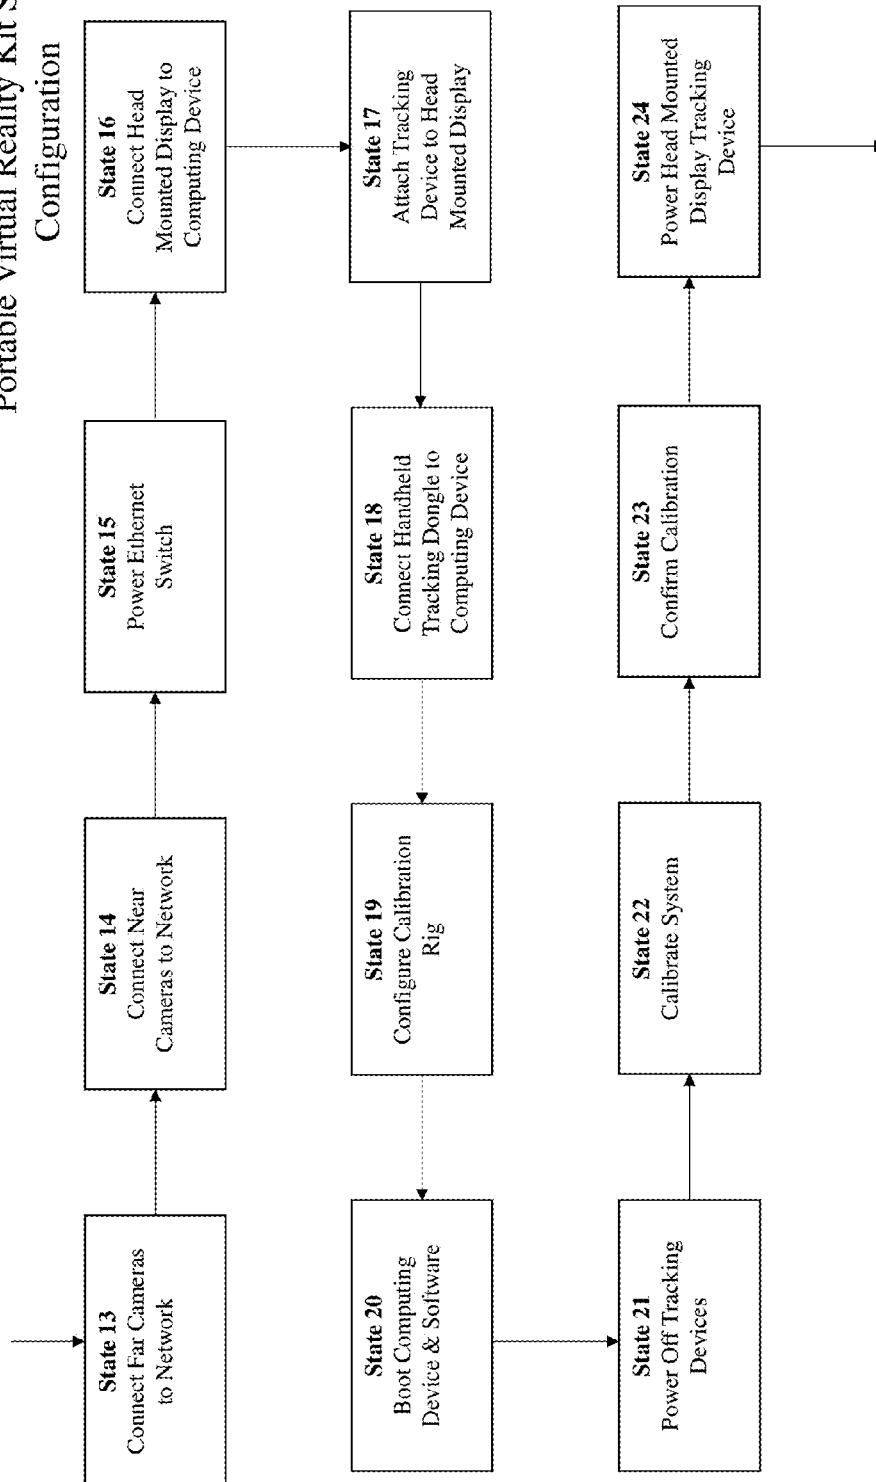 Portable Virtual Reality Kit
Configuration
State 13
Connect Far Cameras
to Network
State 14
Connect Near
Cameras to Network
State 15
Power Ethernet
Switch
State 16
Connect Head
Mounted Display to
Computing Device
State 17
Attach Tracking
Device to Head
Mounted Display
State 18
Connect Handheld
Tracking Dongle to
Computing Device
State 19
Configure Calibration
Rig
State 20
Boot Computing
Device & Software
State 21
Power Off Tracking
Devices
State 22
Calibrate System
State 23
Confirm Calibration
State 24
Power Head Mounted
Display Tracking
Device